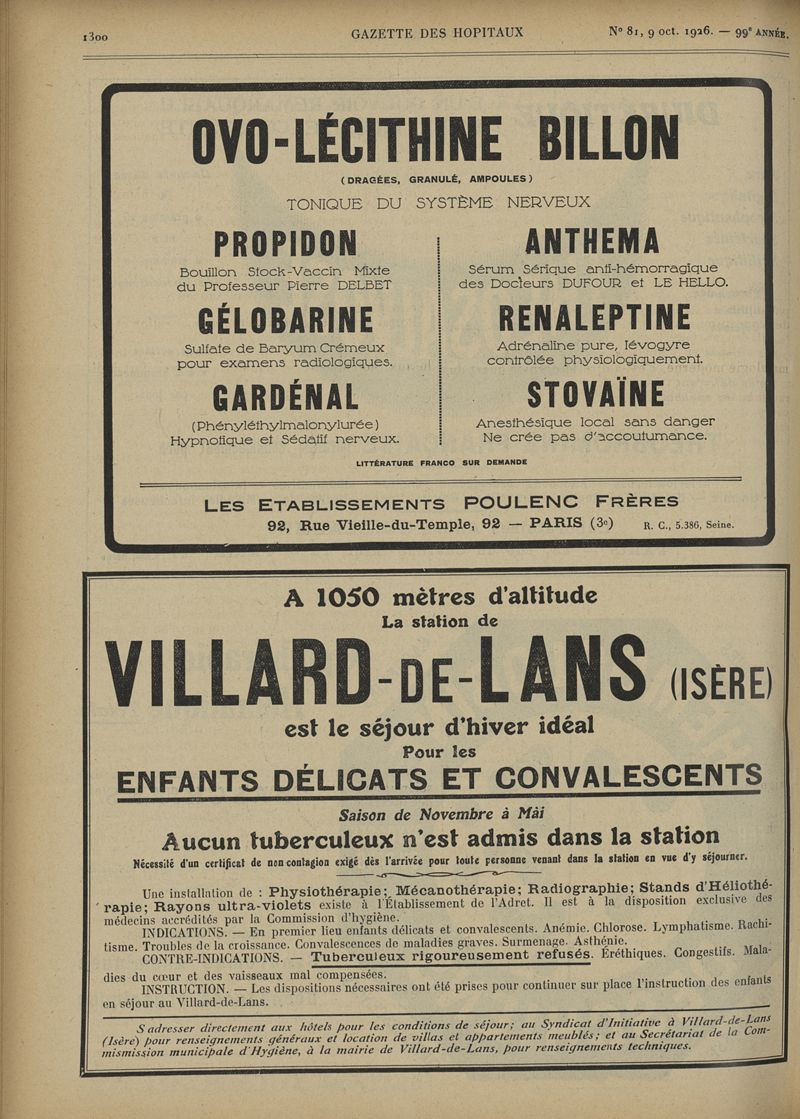 1300
GAZETTE DES HOPITAUX
N° 81, 9 oct. 1926. — 99e ANNÉE.
OVO-LÉCITHINE BILLON
(DRAGÉES, GRANULÉ, AMPOULES)
TONIQUE DU SYSTÈME NERVEUX
PROPIDON
Bouillon Stock-Vaccin Mixte
du Professeur Pierre DELBET
GÉLOBARINE
Sulfate de Baryum Crémeux
pour examens radiologiques.
GARDÉNAL
(Phényléthylmalonylurée)
Hypnotique et Sédatif nerveux.
ANTHEMA
Sérum Sérique anti-hémorragique
des Docteurs DUFOUR et LE HELLO.
RENALEPTINE
Adrénaline pure, lévogyre
contrôlée physiologiquement.
STOVAÏNE
Anesthésique local sans danger
Ne crée pas d'accoutumance.
LITTÉRATURE FRANCO SUR DEMANDE
LES ETABLISSEMENTS POULENC FRÈRES
92, Rue Vieille-du-Temple, 92 — PARIS (3e) R. C., 5.386, Seine.
A 1050 mètres d'altitude
La station de
VILLARD-DE-LANS (ISÈRE)
est le séjour d'hiver idéal
Pour les
ENFANTS DÉLICATS ET CONVALESCENTS
Saison de Novembre à Mài
Aucun tuberculeux n'est admis dans la station
Nécessité d'un certificat de non contagion exigé dès l'arrivée pour toute personne venant dans la station en vue d'y séjourner.
Une installation de : Physiothérapie; Mécanothérapie; Radiographie; Stands d'Héliothé-
rapie; Rayons ultra-violets existe à l'Établissement de l'Adret. Il est à la disposition exclusive des
médecins accrédités par la Commission d'hygiène.
INDICATIONS. — En premier lieu enfants délicats et convalescents. Anémie. Chlorose. Lymphatisme. Rachi-
tisme. Troubles de la croissance. Convalescences de maladies graves. Surmenage. Asthénie.
CONTRE-INDICATIONS. — Tuberculeux rigoureusement refusés. Éréthiques. Congestifs. Mala-
dies du cœur et des vaisseaux mal compensées.
INSTRUCTION. — Les dispositions nécessaires ont été prises pour continuer sur place l'instruction des enfants
en séjour au Villard-de-Lans.
S'adresser directement aux hôtels pour les conditions de séjour; au Syndicat d'Initiative à Villard-de-Lans
(Isère) pour renseignements généraux et location de villas et appartements meublés; et au Secrétariat de la Com-
mismission municipale d'Hygiène, à la mairie de Villard-de-Lans, pour renseignements techniques.